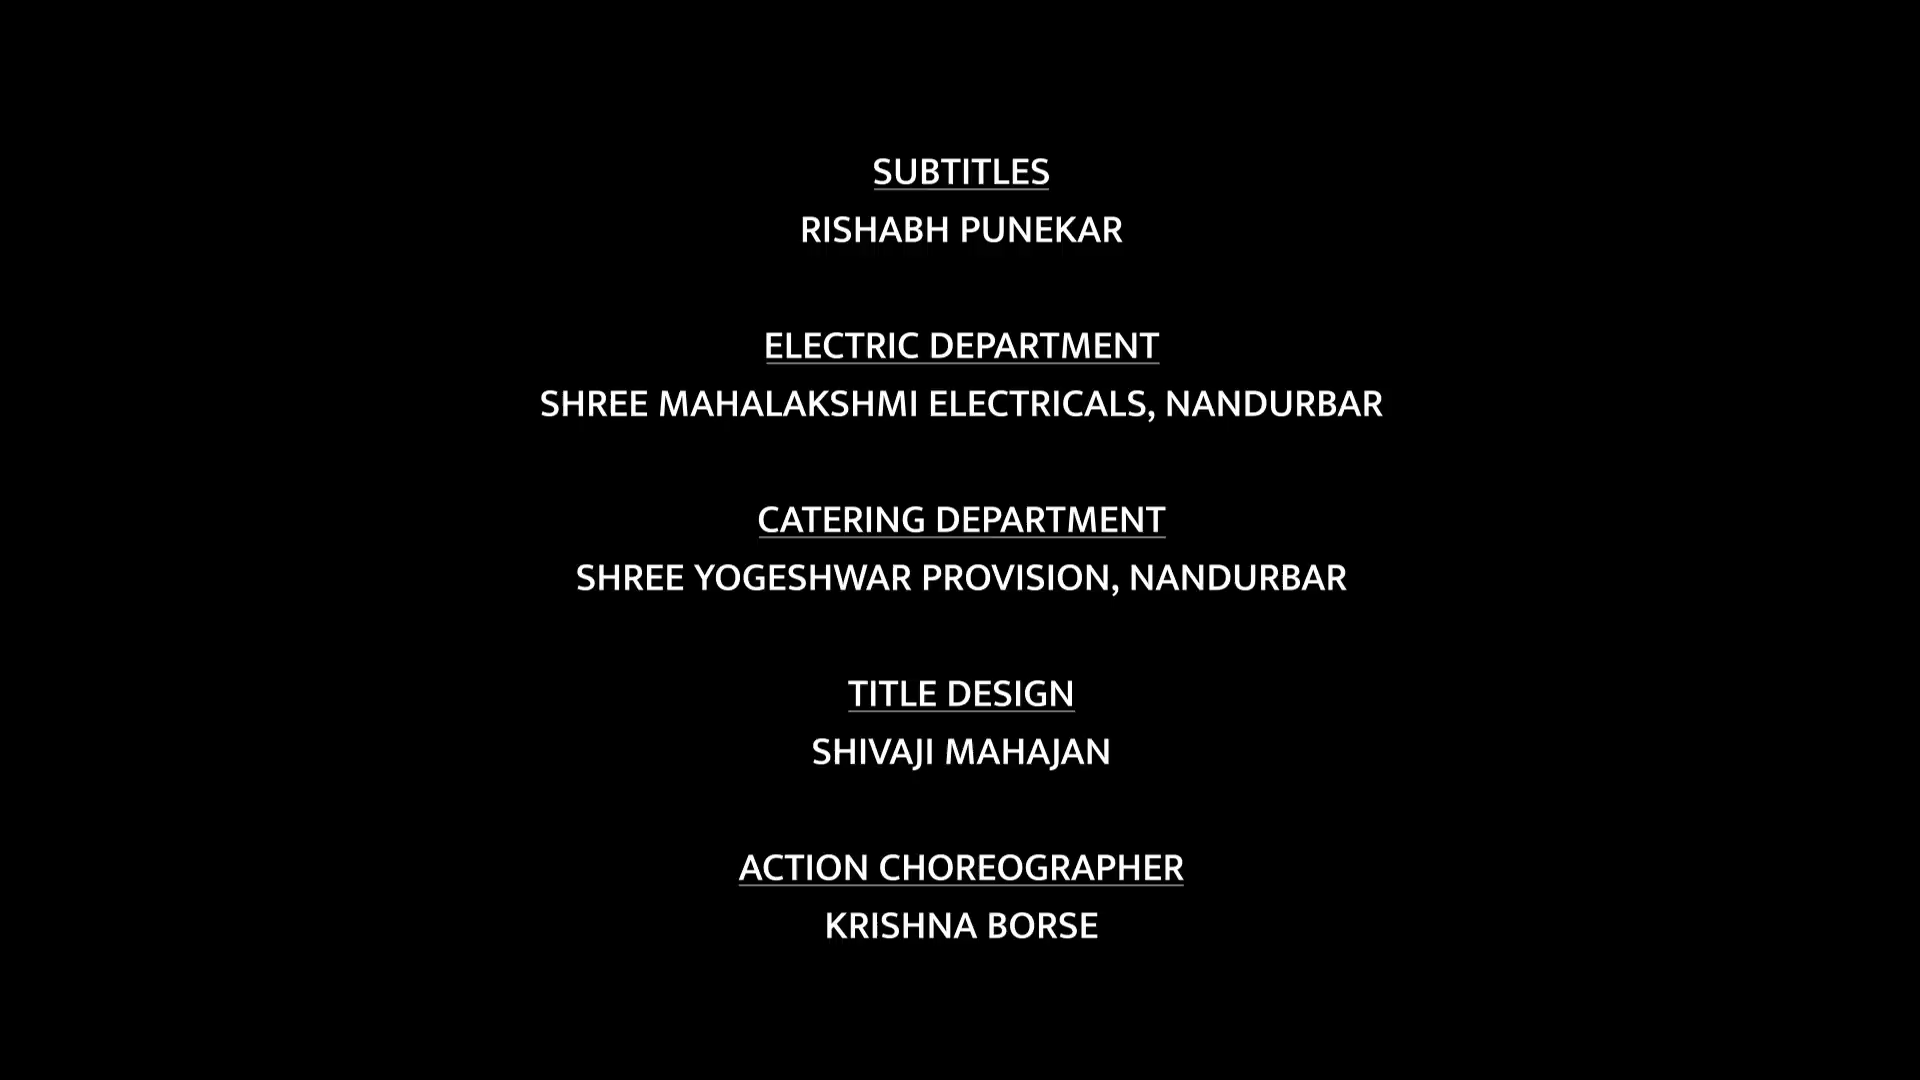 SUBTITLES
RISHABH PUNEKAR
ELECTRIC DEPARTMENT
SHREE MAHALAKSHMI ELECTRICALS, NANDURBAR
CATERING DEPARTMENT
SHREE YOGESHWAR PROVISION, NANDURBAR
TITLE DESIGN
SHIVAJI MAHAJAN
ACTION CHOREOGRAPHER
KRISHNA BORSE